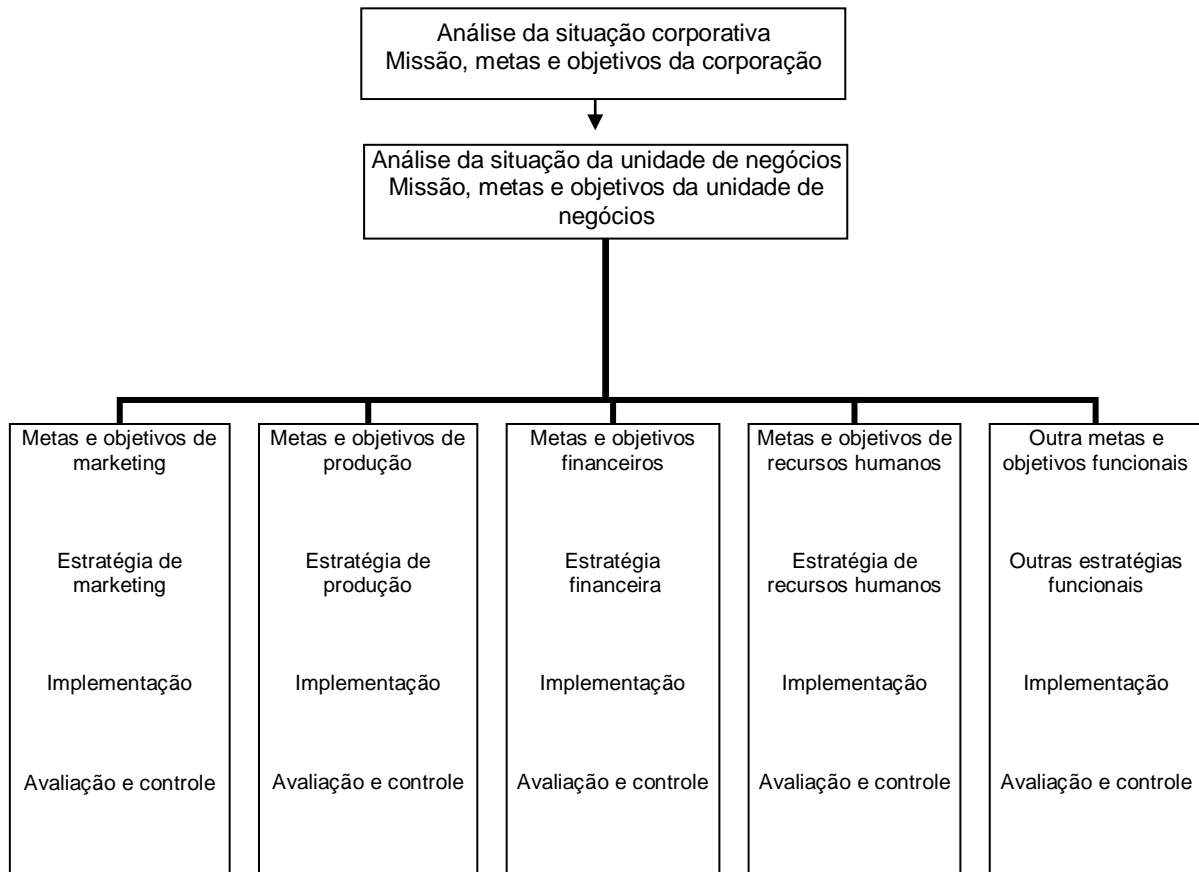 Análise da situação corporativa
Missão, metas e objetivos da corporação
Análise da situação da unidade de negócios
Missão, metas e objetivos da unidade de
negócios
Metas e objetivos de
marketing
Estratégia de
marketing
Implementação
Avaliação e controle
Metas e objetivos de
produção
Estratégia de
produção
Implementação
Avaliação e controle
Metas e objetivos
financeiros
Estratégia
financeira
Implementação
Avaliação e controle
Metas e objetivos de
recursos humanos
Estratégia de
recursos humanos
Implementação
Avaliação e controle
Outra metas e
objetivos funcionais
Outras estratégias
funcionais
Implementação
Avaliação e controle